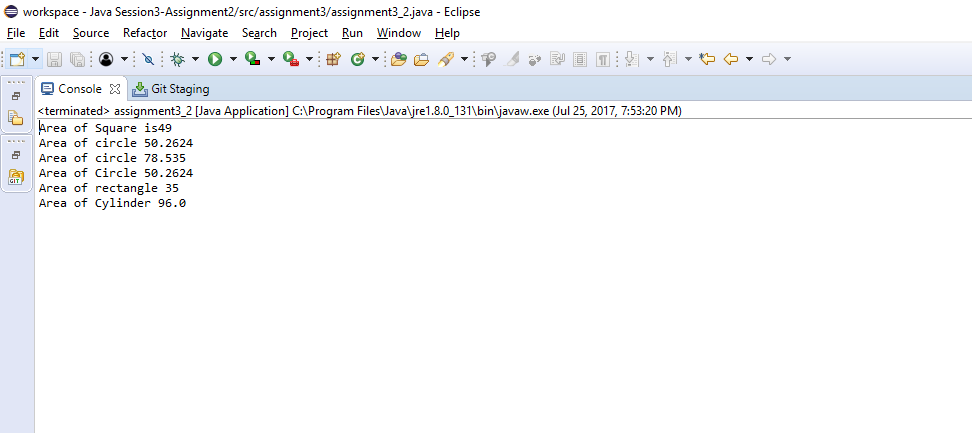 workspace - Java Session3-Assignment2/src/assignment3/assignment3_2.java - Eclipse
File Edit Source Refactor Navigate Search Project Run Window Help
Console Git Staging
<terminated> assignment3_2 [Java Application] C:\Program Files\Java\jre1.8.0_131\bin\javaw.exe (Jul 25, 2017, 7:53:20 PM)
Area of Square is49
Area of circle 50.2624
Area of circle 78.535
Area of Circle 50.2624
Area of rectangle 35
Area of Cylinder 96.0
GIT